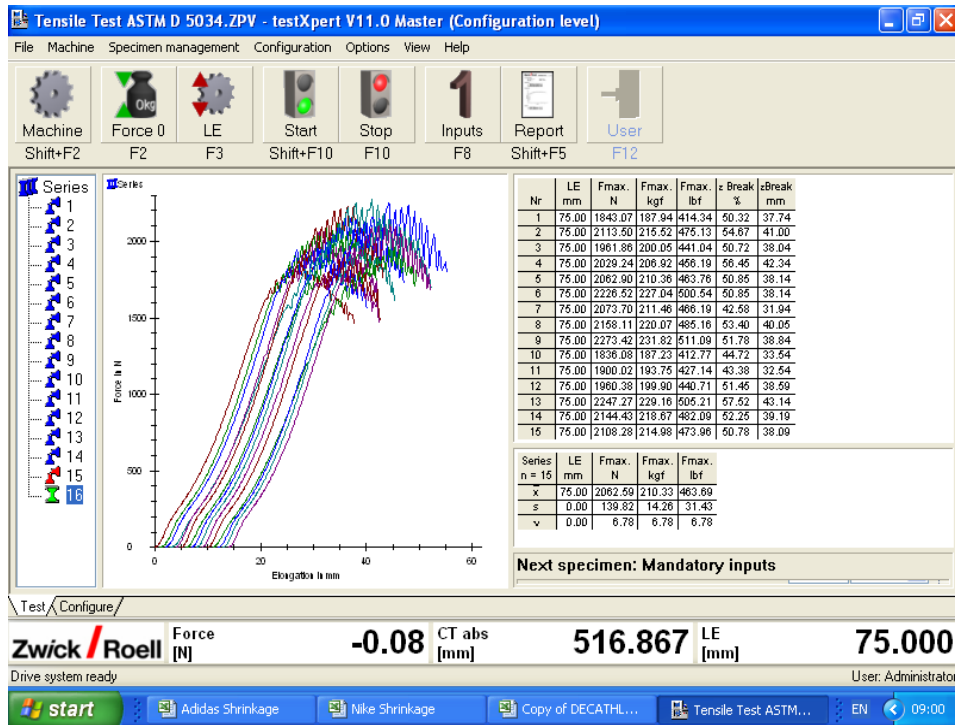 Tensile Test ASTM D 5034.ZPV - testXpert V11.0 Master (Configuration level)
File Machine Specimen management Configuration Options View Help
0kg
Machine Force 0 LE Start Stop Inputs Report User
Shift+F2 F2 F3 Shift+F10 F10 F8 Shift+F5 F12
Series
1
2
3
4
5
6
7
8
9
10
11
12
13
14
15
16
Series
Force in N
2000
1500
1000
500
0
0 20 40 60
Elongation in mm
LE Fmax. Fmax. Fmax. z Break zBreak
Nr mm N kgf lbf % mm
1 75.00 1843.07 187.94 414.34 50.32 37.74
2 75.00 2113.50 215.52 475.13 54.67 41.00
3 75.00 1961.86 200.05 441.04 50.72 38.04
4 75.00 2029.24 206.92 456.19 56.45 42.34
5 75.00 2062.90 210.36 463.76 50.85 38.14
6 75.00 2226.52 227.04 500.54 50.85 38.14
7 75.00 2073.70 211.46 466.19 42.58 31.94
8 75.00 2158.11 220.07 485.16 53.40 40.05
9 75.00 2273.42 231.82 511.09 51.78 38.84
10 75.00 1836.08 187.23 412.77 44.72 33.54
11 75.00 1900.02 193.75 427.14 43.38 32.54
12 75.00 1960.38 199.90 440.71 51.45 38.59
13 75.00 2247.27 229.16 505.21 57.52 43.14
14 75.00 2144.43 218.67 482.09 52.25 39.19
15 75.00 2108.28 214.98 473.96 50.78 38.09
Series LE Fmax. Fmax. Fmax.
n = 15 mm N kgf lbf
x 75.00 2062.59 210.33 463.69
s 0.00 139.82 14.26 31.43
v 0.00 6.78 6.78 6.78
Next specimen: Mandatory inputs
Test Configure
Zwick / Roell Force [N] -0.08 CT abs [mm] 516.867 LE [mm] 75.000
Drive system ready User: Administrator
start Adidas Shrinkage Nike Shrinkage Copy of DECATHL... Tensile Test ASTM... EN 09:00